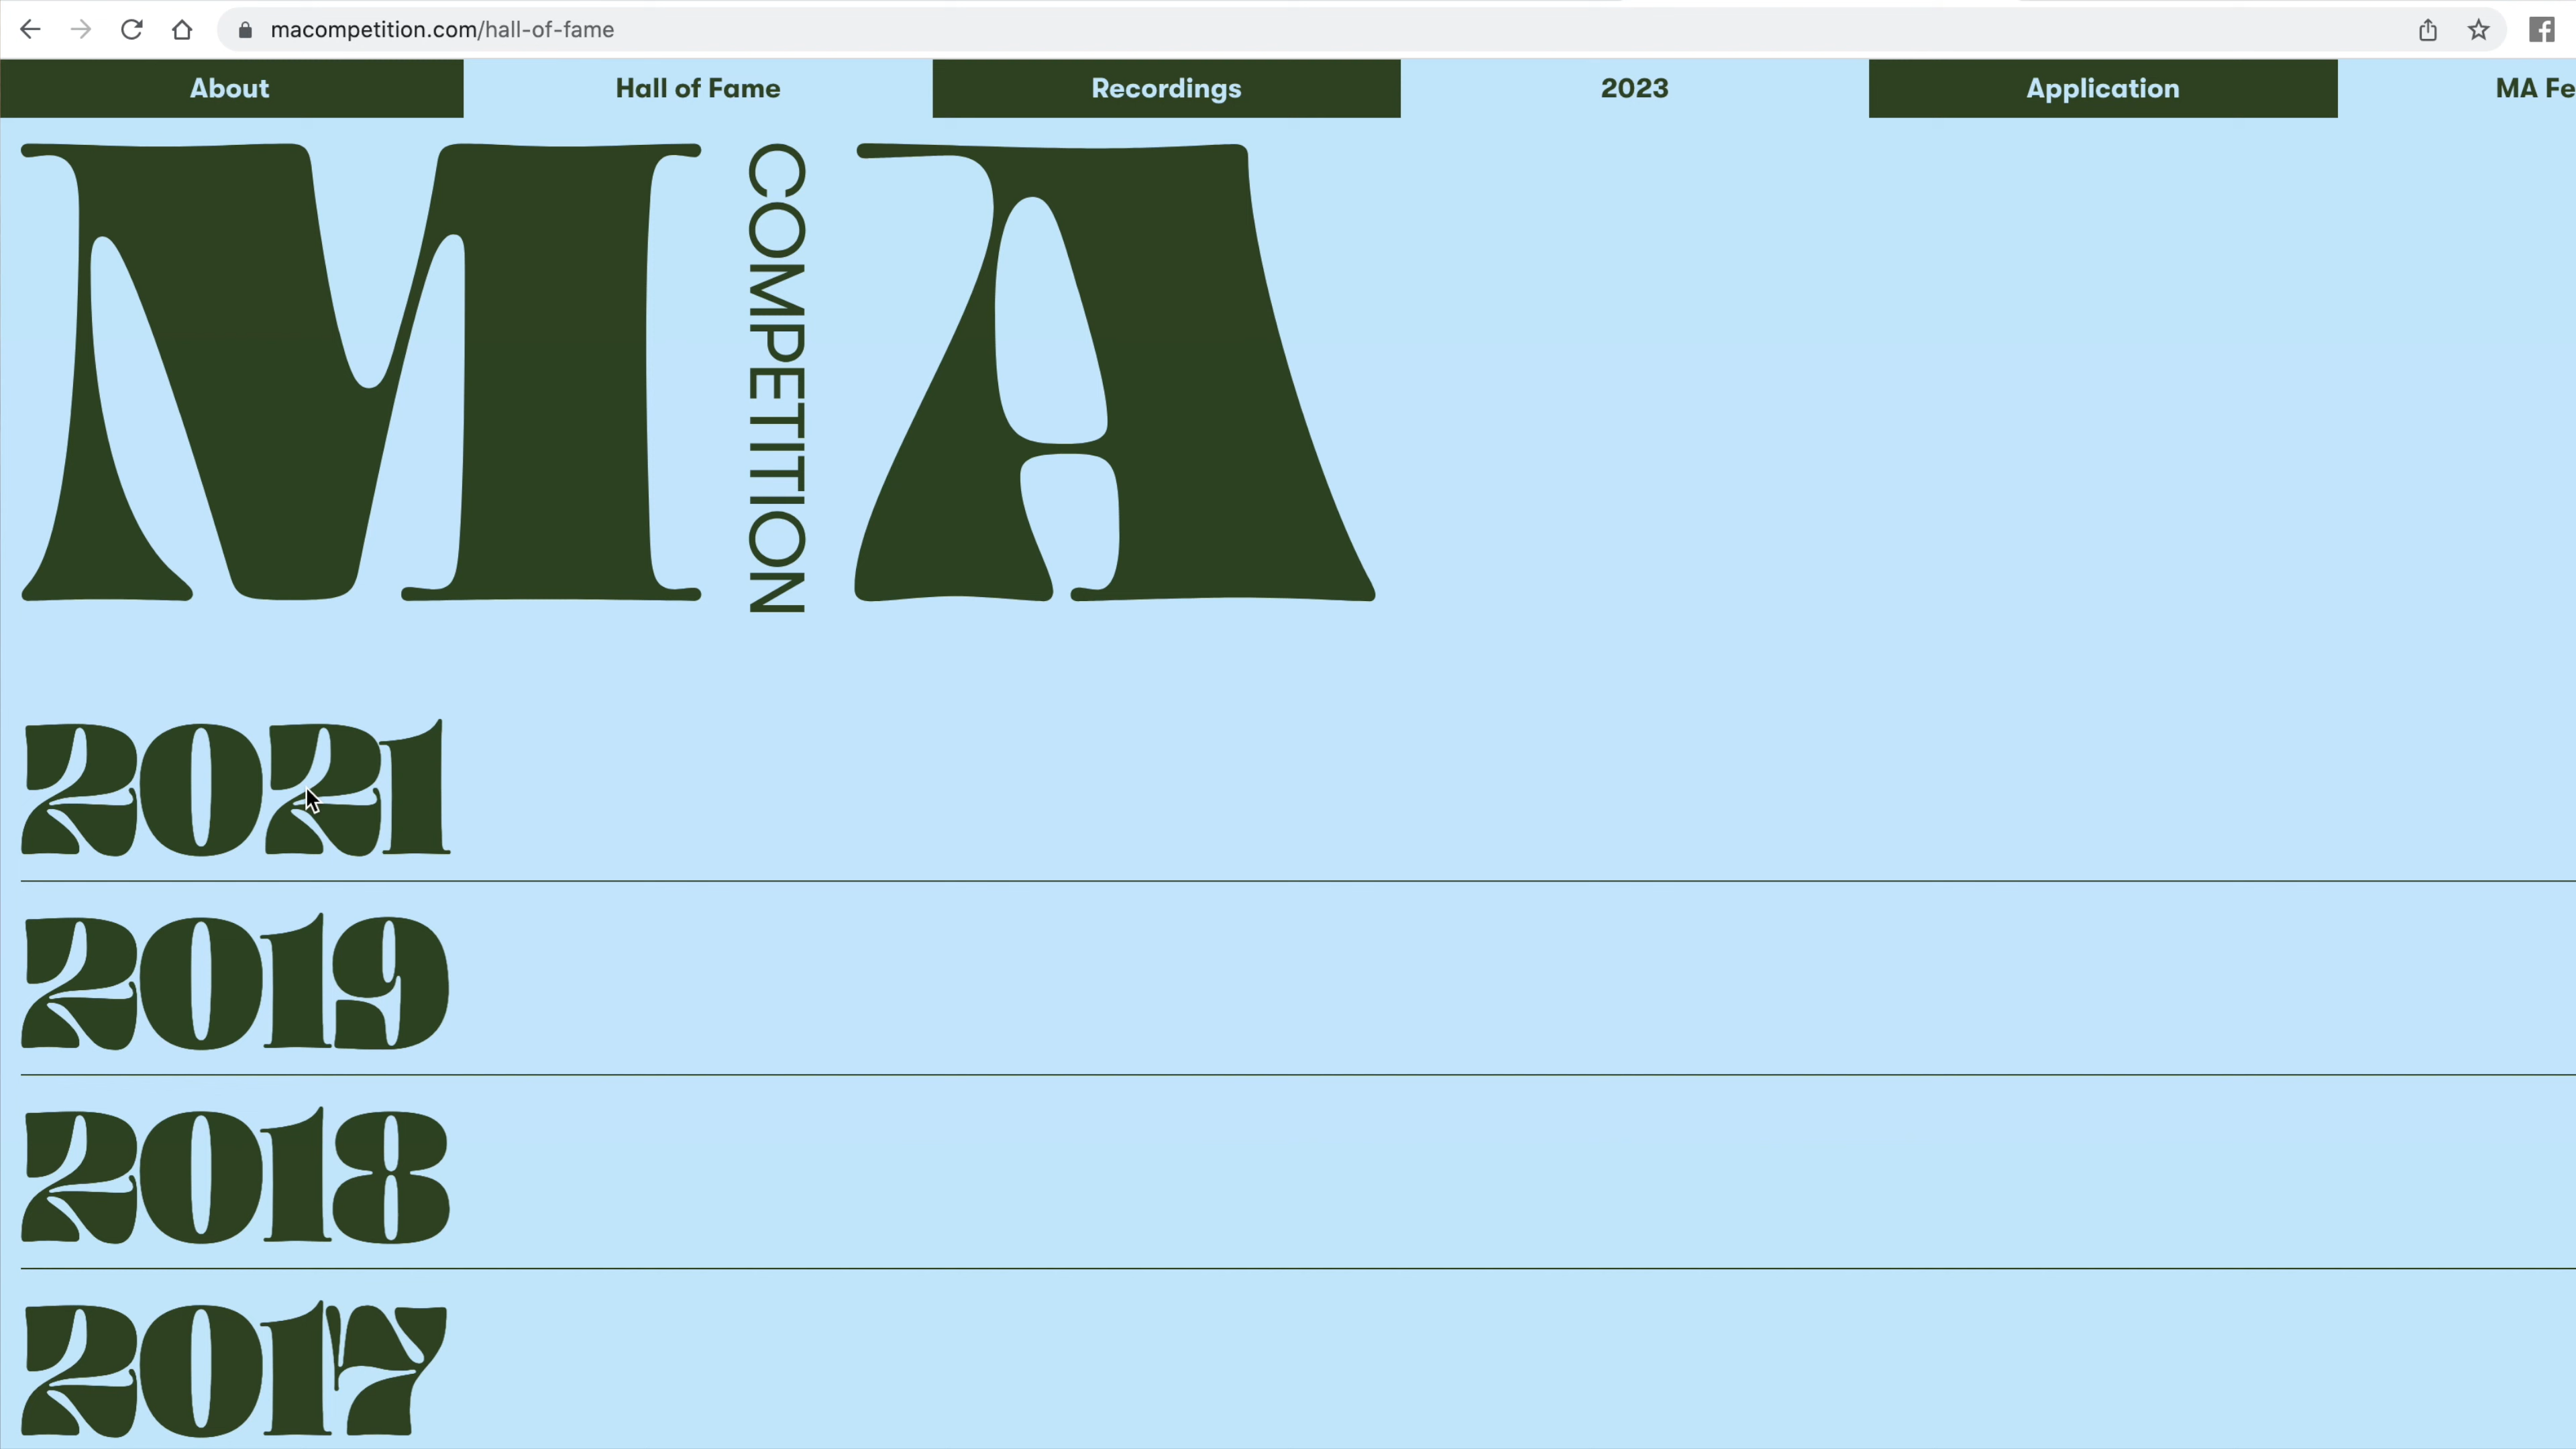 macompetition.com/hall-of-fame
About
Hall of Fame
Recordings
2023
Application
MA Fe
M COMPETITION A
2021
2019
2018
2017